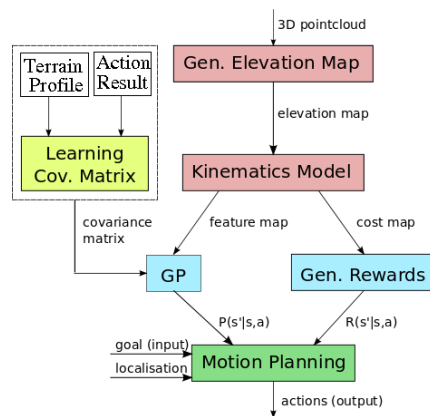 3D pointcloud
Terrain
Profile
Action
Result
Gen. Elevation Map
elevation map
Learning
Cov. Matrix
Kinematics Model
covariance
matrix
feature map
cost map
GP
Gen. Rewards
P(s'|s,a)
R(s'|s,a)
goal (input)
localisation
Motion Planning
actions (output)